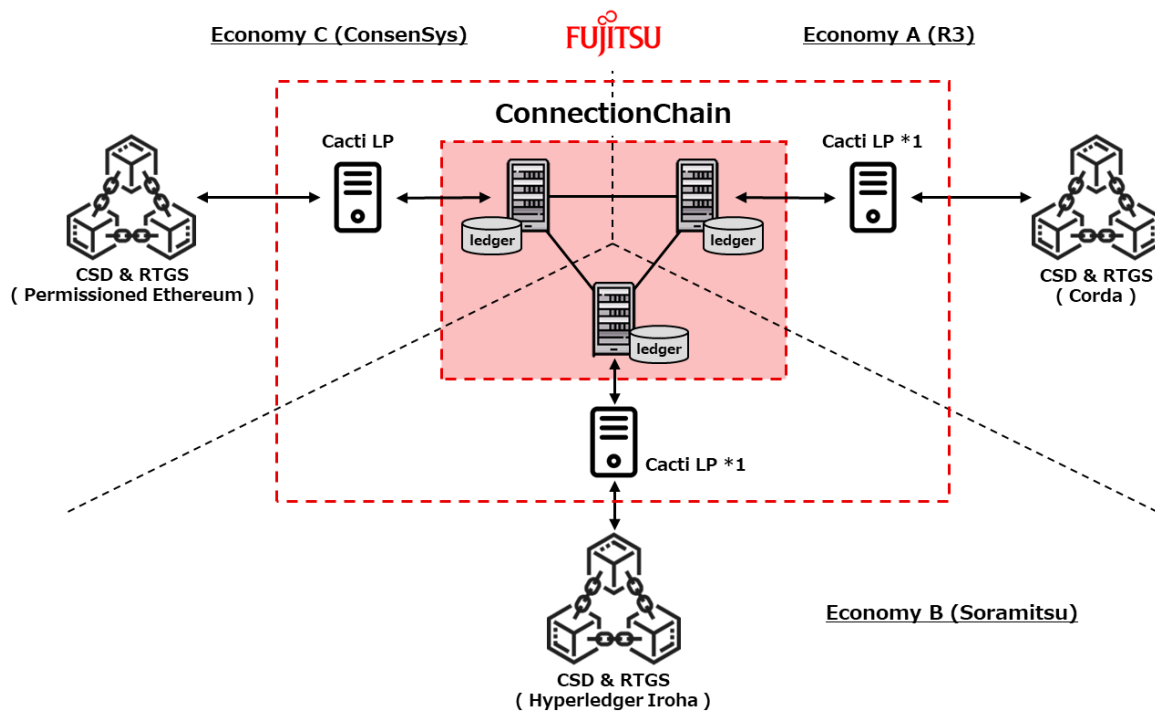 Economy C (ConsenSys)
FUJITSU
Economy A (R3)
ConnectionChain
Cacti LP
Cacti LP *1
ledger
ledger
CSD & RTGS
( Permissioned Ethereum )
CSD & RTGS
( Corda )
ledger
Cacti LP *1
Economy B (Soramitsu)
CSD & RTGS
( Hyperledger Iroha )